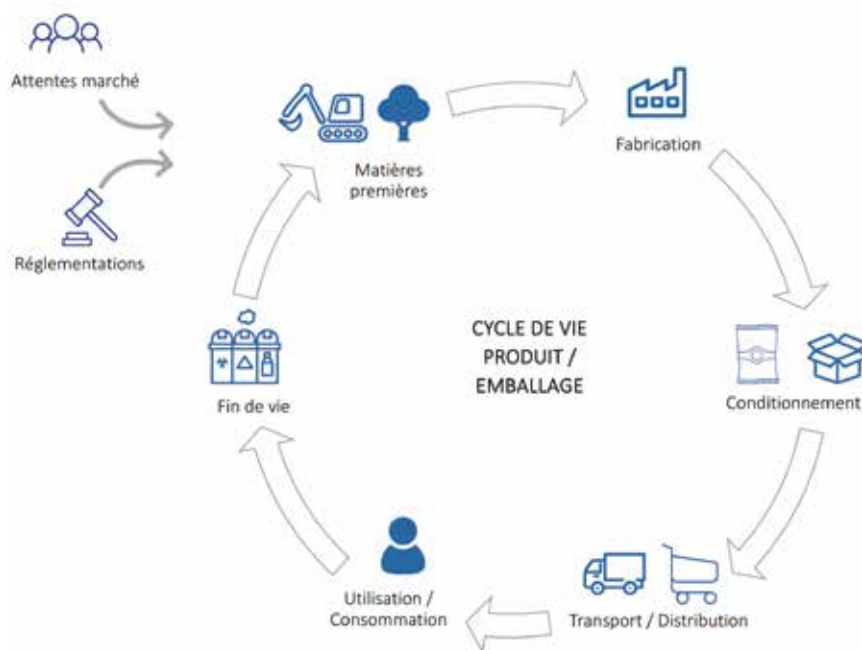 Attentes marché
Réglementations
Matières
premières
Fabrication
Conditionnement
Transport / Distribution
Utilisation /
Consommation
Fin de vie
CYCLE DE VIE
PRODUIT /
EMBALLAGE